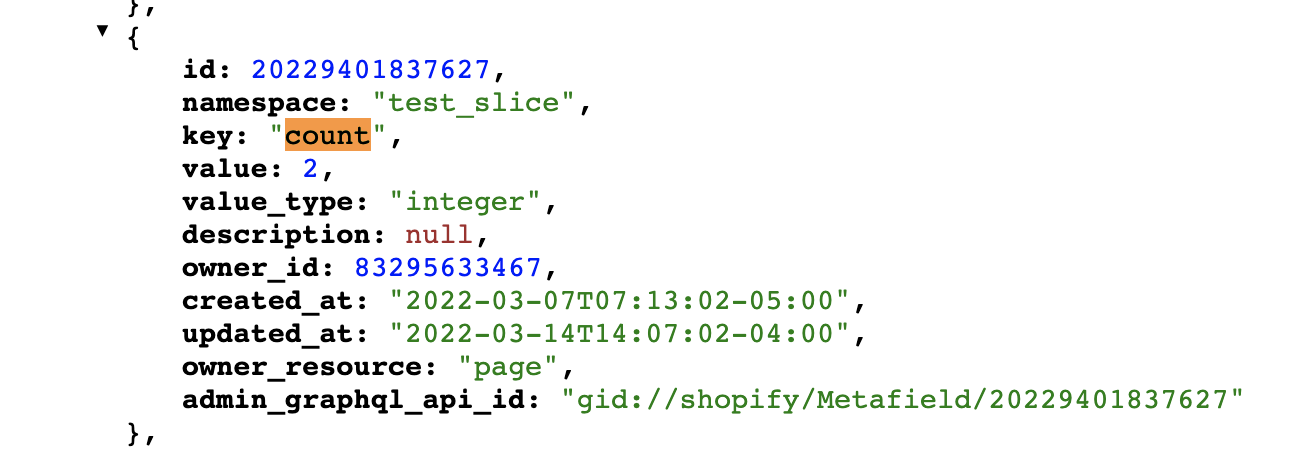 },
▼ {
id: 20229401837627,
namespace: "test_slice",
key: "count",
value: 2,
value_type: "integer",
description: null,
owner_id: 83295633467,
created_at: "2022-03-07T07:13:02-05:00",
updated_at: "2022-03-14T14:07:02-04:00",
owner_resource: "page",
admin_graphql_api_id: "gid://shopify/Metafield/20229401837627"
},